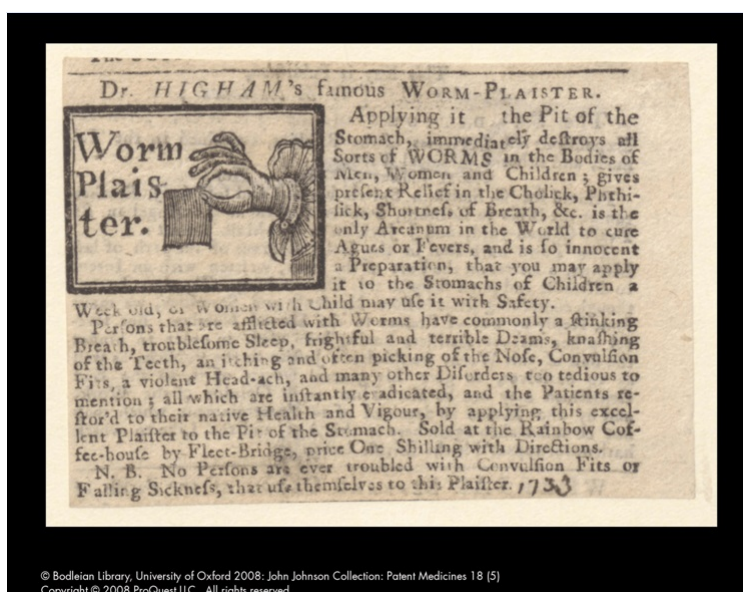 Dr. HIGHAM's famous WORM-PLAISTER.
Worm
Plais
ter.
Applying it the Pit of the
Stomach, immediately deſtroys all
Sorts of WORMS in the Bodies of
Men, Women and Children; gives
preſent Relief in the Cholick, Phthi-
ſick, Shortneſs of Breath, &c. is the
only Arcanum in the World to cure
Agues or Fevers, and is ſo innocent
a Preparation, that you may apply
it to the Stomachs of Children a
Week old, or Women with Child may uſe it with Safety.
Perſons that are afflicted with Worms have commonly a ſtinking
Breath, troubleſome Sleep, frightful and terrible Dreams, knaſhing
of the Teeth, an itching and often picking of the Noſe, Convulſion
Fits, a violent Head-ach, and many other Diſorders too tedious to
mention; all which are inſtantly eradicated, and the Patients re-
ſtor'd to their native Health and Vigour, by applying this excel-
lent Plaiſter to the Pit of the Stomach. Sold at the Rainbow Cof-
fee-houſe by Fleet-Bridge, price One Shilling with Directions.
N. B. No Perſons are ever troubled with Convulſion Fits or
Falling Sickneſs, that uſe themſelves to this Plaiſter. 1733
© Bodleian Library, University of Oxford 2008: John Johnson Collection: Patent Medicines 18 (5)
Copyright © 2008 ProQuest LLC. All rights reserved.